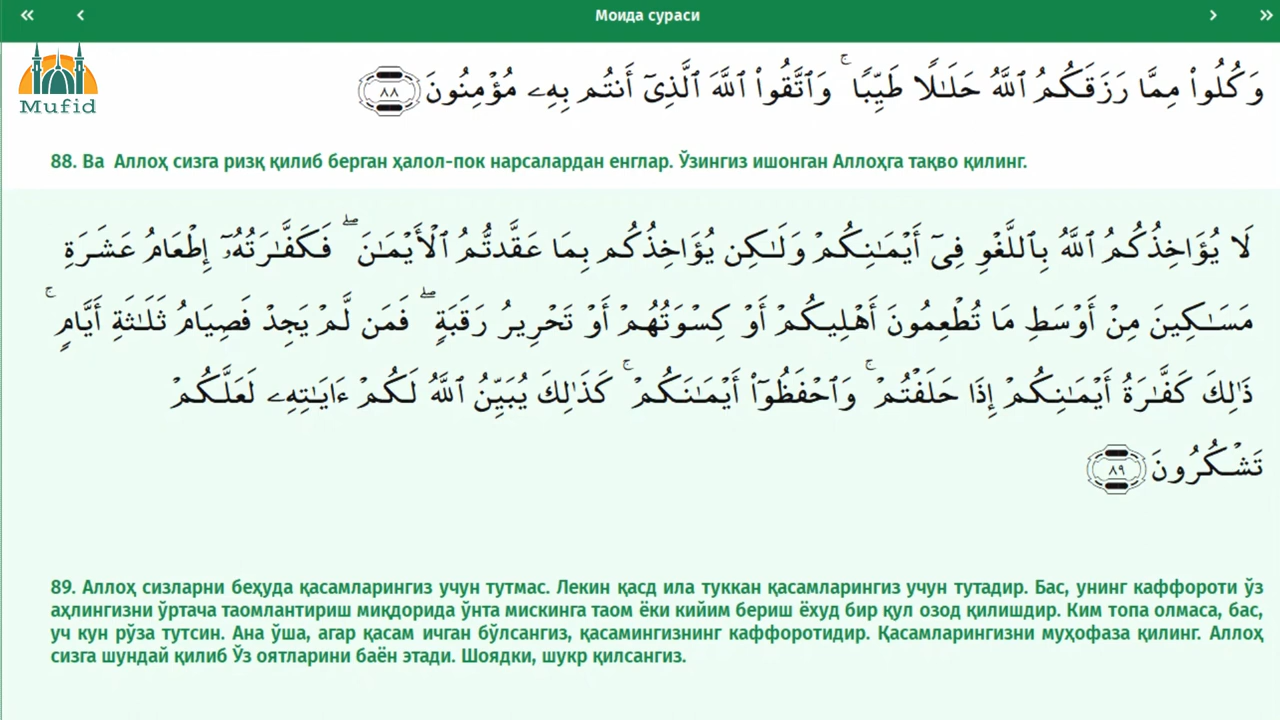 Моида сураси
Mufid
وَكُلُوا۟ مِمَّا رَزَقَكُمُ ٱللَّهُ حَلَـٰلًا طَيِّبًا ۚ وَٱتَّقُوا۟ ٱللَّهَ ٱلَّذِىٓ أَنتُم بِهِۦ مُؤْمِنُونَ ٨٨
88. Ва Аллоҳ сизга ризқ қилиб берган ҳалол-пок нарсалардан енглар. Ўзингиз ишонган Аллоҳга тақво қилинг.
لَا يُؤَاخِذُكُمُ ٱللَّهُ بِٱللَّغْوِ فِىٓ أَيْمَـٰنِكُمْ وَلَـٰكِن يُؤَاخِذُكُم بِمَا عَقَّدتُّمُ ٱلْأَيْمَـٰنَ ۖ فَكَفَّـٰرَتُهُۥٓ إِطْعَامُ عَشَرَةِ
مَسَـٰكِينَ مِنْ أَوْسَطِ مَا تُطْعِمُونَ أَهْلِيكُمْ أَوْ كِسْوَتُهُمْ أَوْ تَحْرِيرُ رَقَبَةٍ ۖ فَمَن لَّمْ يَجِدْ فَصِيَامُ ثَلَـٰثَةِ أَيَّامٍ ۚ
ذَٰلِكَ كَفَّـٰرَةُ أَيْمَـٰنِكُمْ إِذَا حَلَفْتُمْ ۚ وَٱحْفَظُوٓا۟ أَيْمَـٰنَكُمْ ۚ كَذَٰلِكَ يُبَيِّنُ ٱللَّهُ لَكُمْ ءَايَـٰتِهِۦ لَعَلَّكُمْ
تَشْكُرُونَ ٨٩
89. Аллоҳ сизларни беҳуда қасамларингиз учун тутмас. Лекин қасд ила туккан қасамларингиз учун тутадир. Бас, унинг каффороти ўз
аҳлингизни ўртача таомлантириш миқдорида ўнта мискинга таом ёки кийим бериш ёхуд бир қул озод қилишдир. Ким топа олмаса, бас,
уч кун рўза тутсин. Ана ўша, агар қасам ичган бўлсангиз, қасамингизнинг каффоротидир. Қасамларингизни муҳофаза қилинг. Аллоҳ
сизга шундай қилиб Ўз оятларини баён этади. Шоядки, шукр қилсангиз.